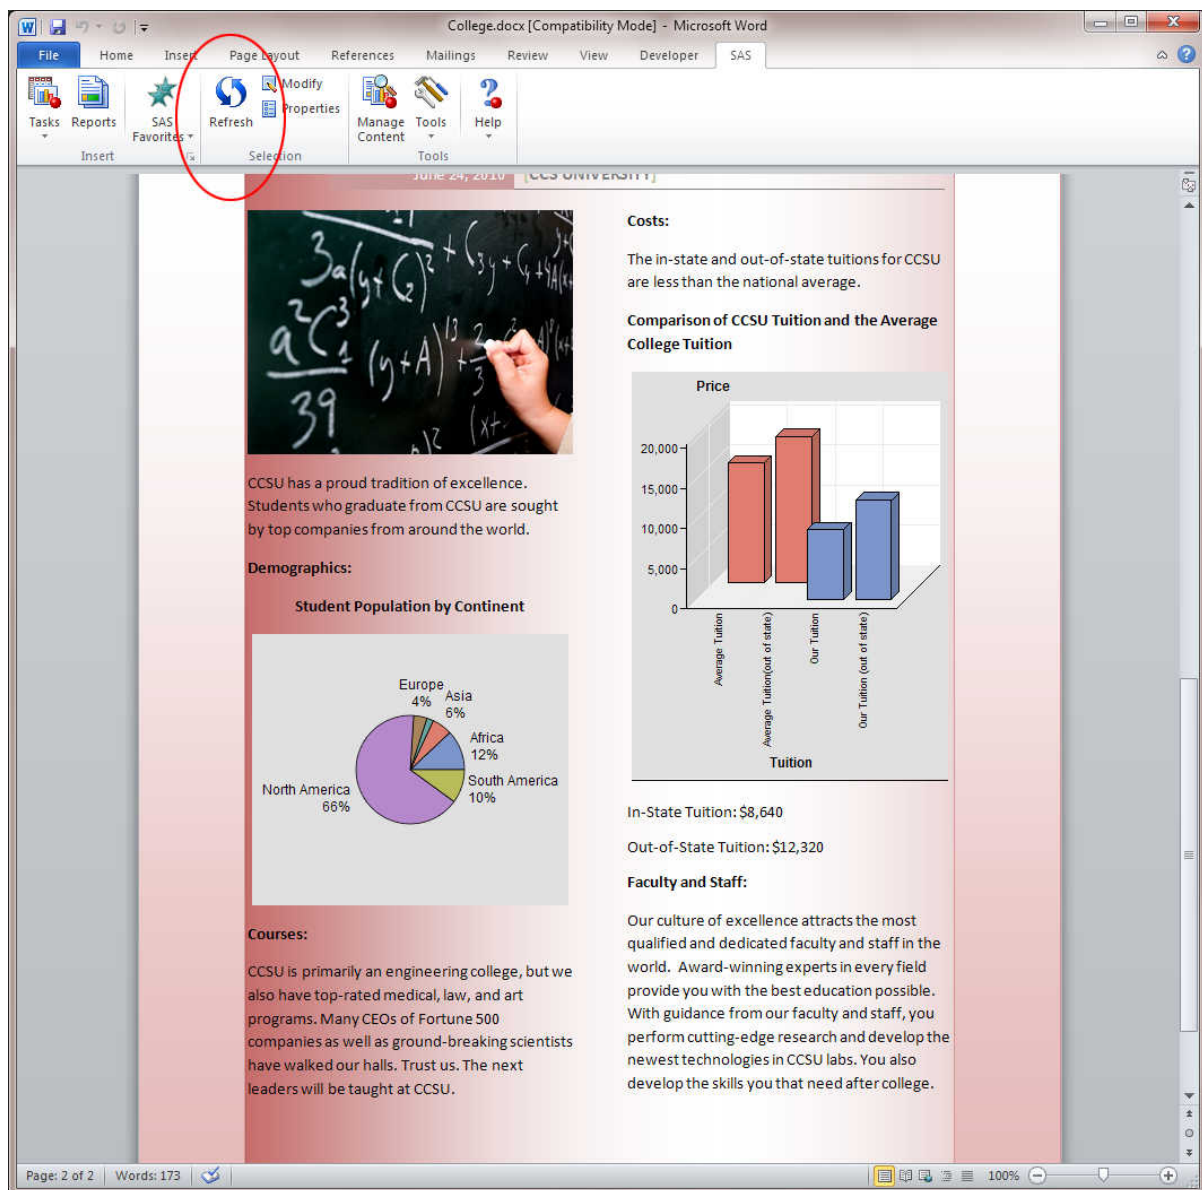 College.docx [Compatibility Mode] - Microsoft Word
File Home Insert Page Layout References Mailings Review View Developer SAS
Tasks Reports SAS Favorites Refresh Modify Properties Manage Content Tools Help
Insert Selection Tools
June 24, 2010 [CCS UNIVERSITY]
CCSU has a proud tradition of excellence.
Students who graduate from CCSU are sought
by top companies from around the world.
Demographics:
Student Population by Continent
Europe
4%
Asia
6%
Africa
12%
South America
10%
North America
66%
Courses:
CCSU is primarily an engineering college, but we
also have top-rated medical, law, and art
programs. Many CEOs of Fortune 500
companies as well as ground-breaking scientists
have walked our halls. Trust us. The next
leaders will be taught at CCSU.
Costs:
The in-state and out-of-state tuitions for CCSU
are less than the national average.
Comparison of CCSU Tuition and the Average
College Tuition
Price
20,000
15,000
10,000
5,000
0
Average Tuition
Average Tuition(out of state)
Our Tuition
Our Tuition (out of state)
Tuition
In-State Tuition: $8,640
Out-of-State Tuition: $12,320
Faculty and Staff:
Our culture of excellence attracts the most
qualified and dedicated faculty and staff in the
world. Award-winning experts in every field
provide you with the best education possible.
With guidance from our faculty and staff, you
perform cutting-edge research and develop the
newest technologies in CCSU labs. You also
develop the skills you that need after college.
Page: 2 of 2 Words: 173 100%